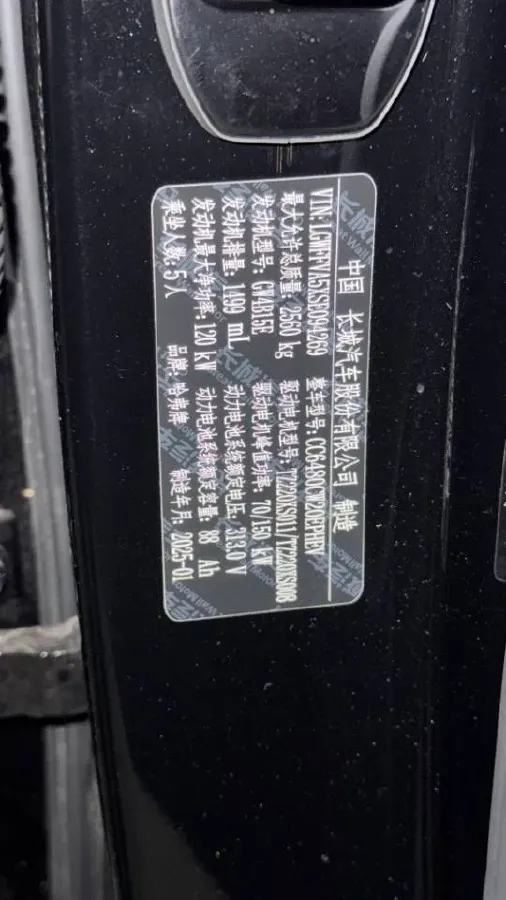 中国 长城汽车股份有限公司 制造
VIN: LGWFFVA57XSE094269 整车型号: CC6480CW20EPHEV
最大允许总质量: 2560 kg 驱动电机型号: TZ220XS011/TZ220XS003
发动机型号: GW4B15E 驱动电机峰值功率: 70/150 kW
发动机排量: 1499 mL 动力电池系统额定电压: 313.0 V
发动机最大净功率: 120 kW 动力电池系统额定容量: 88 Ah
乘坐人数: 5人 品牌: 哈弗牌 制造年月: 2025-01